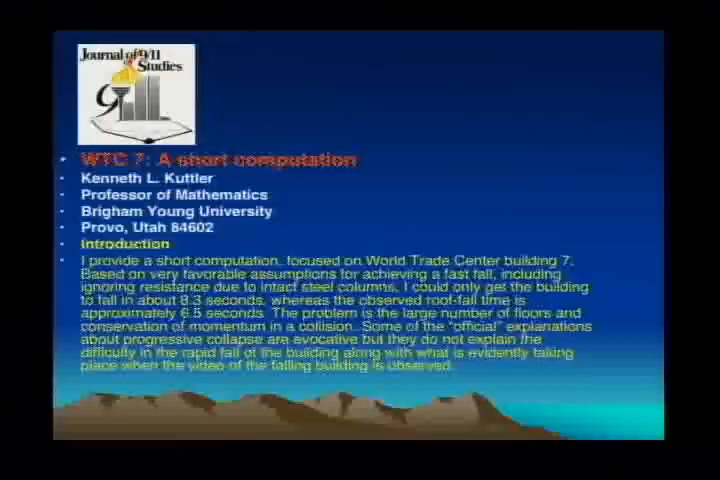 Journal of 9/11
Studies
9
WTC 7: A short computation
Kenneth L. Kuttler
Professor of Mathematics
Brigham Young University
Provo, Utah 84602
Introduction
I provide a short computation, focused on World Trade Center building 7.
Based on very favorable assumptions for achieving a fast fall, including
ignoring resistance due to intact steel columns, I could only get the building
to fall in about 8.3 seconds, whereas the observed roof-fall time is
approximately 6.5 seconds. The problem is the large number of floors and
conservation of momentum in a collision. Some of the "official" explanations
about progressive collapse are evocative but they do not explain the
difficulty in the rapid fall of the building along with what is evidently taking
place when the video of the falling building is observed.